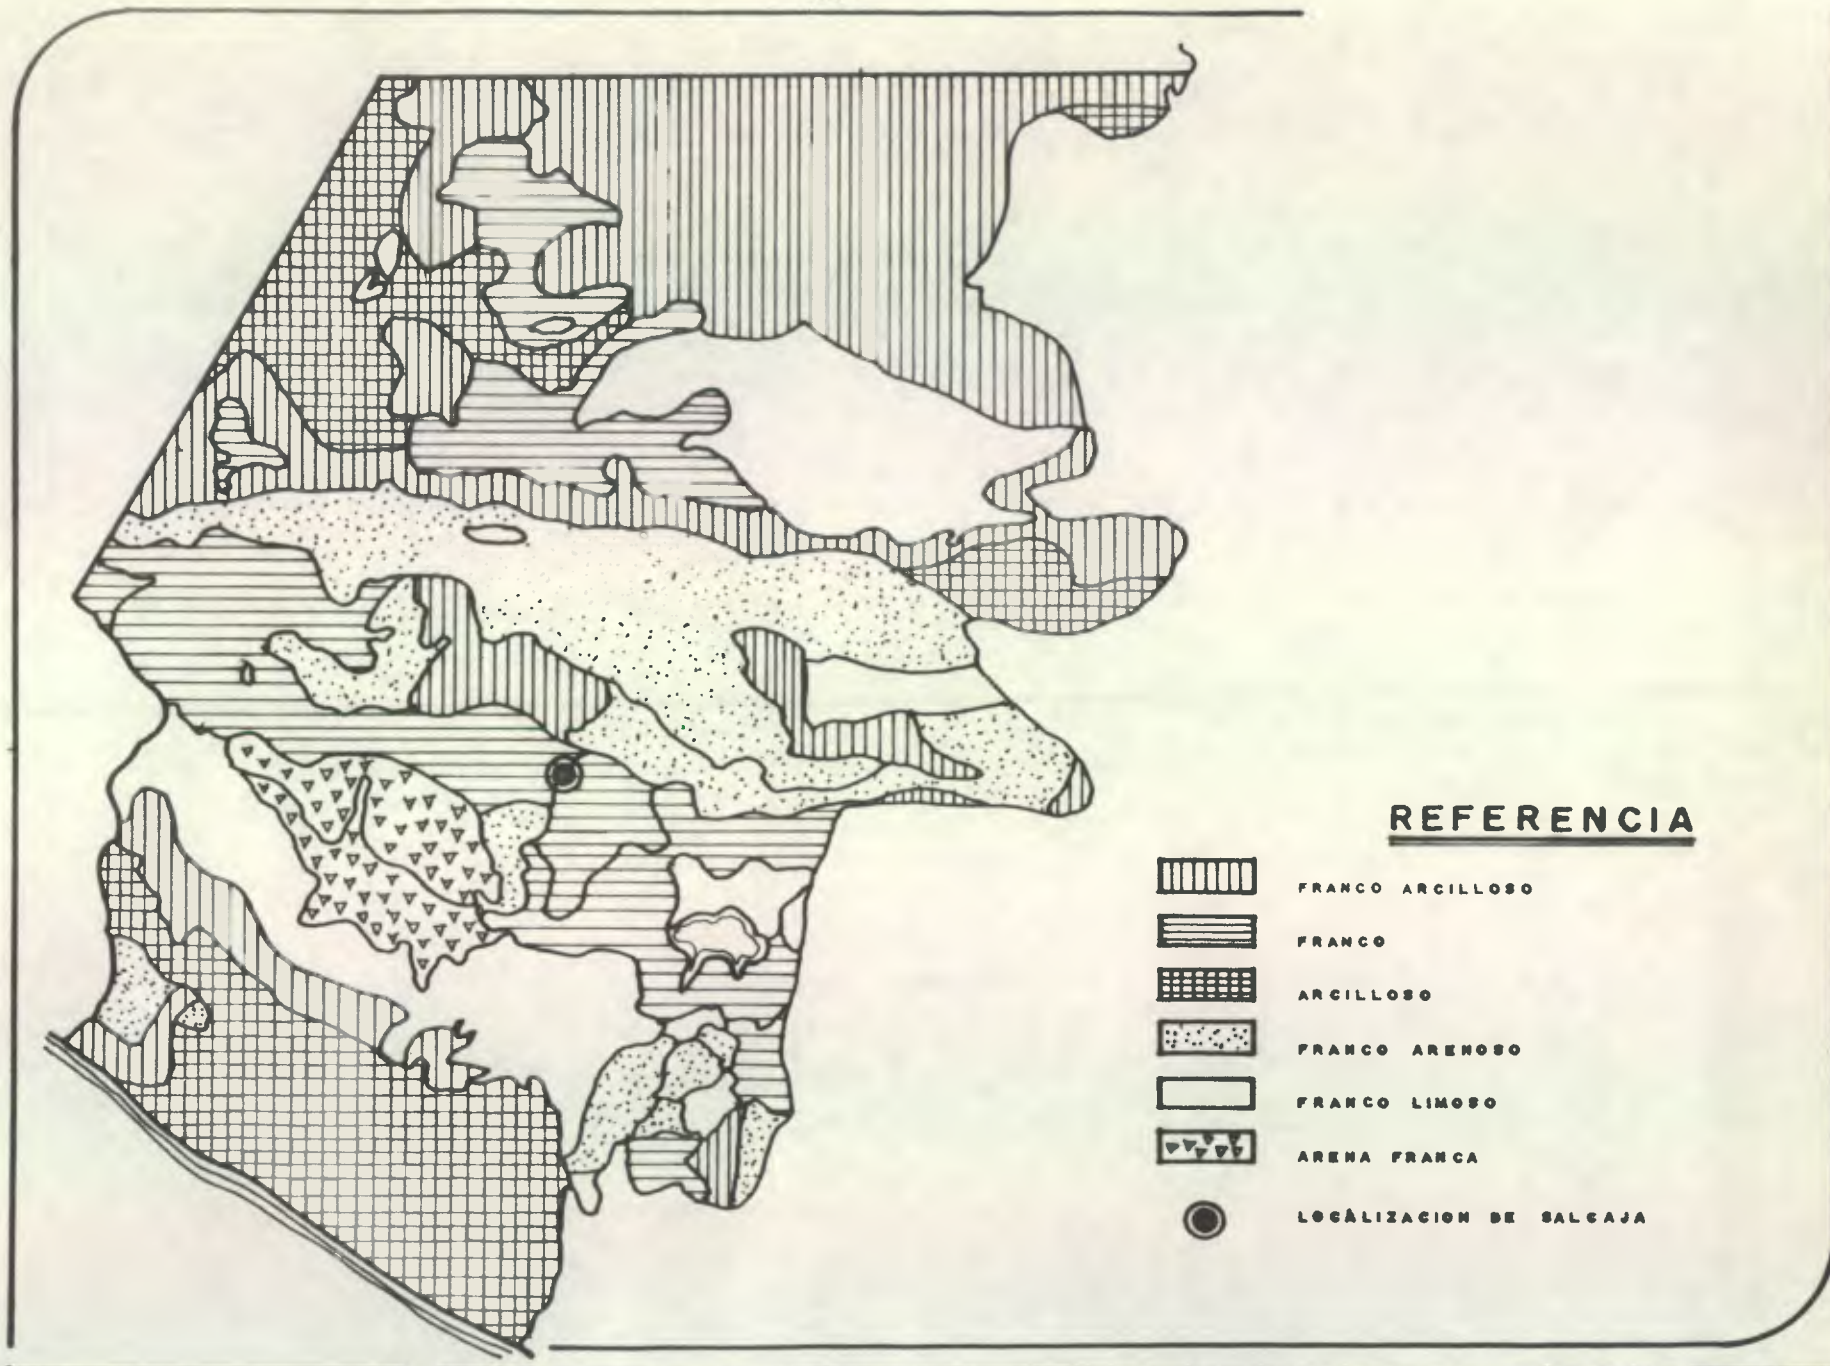 REFERENCIA
FRANCO ARCILLOSO
FRANCO
ARCILLOSO
FRANCO ARENOSO
FRANCO LIMOSO
ARENA FRANCA
LOCALIZACION DE SALCAJA